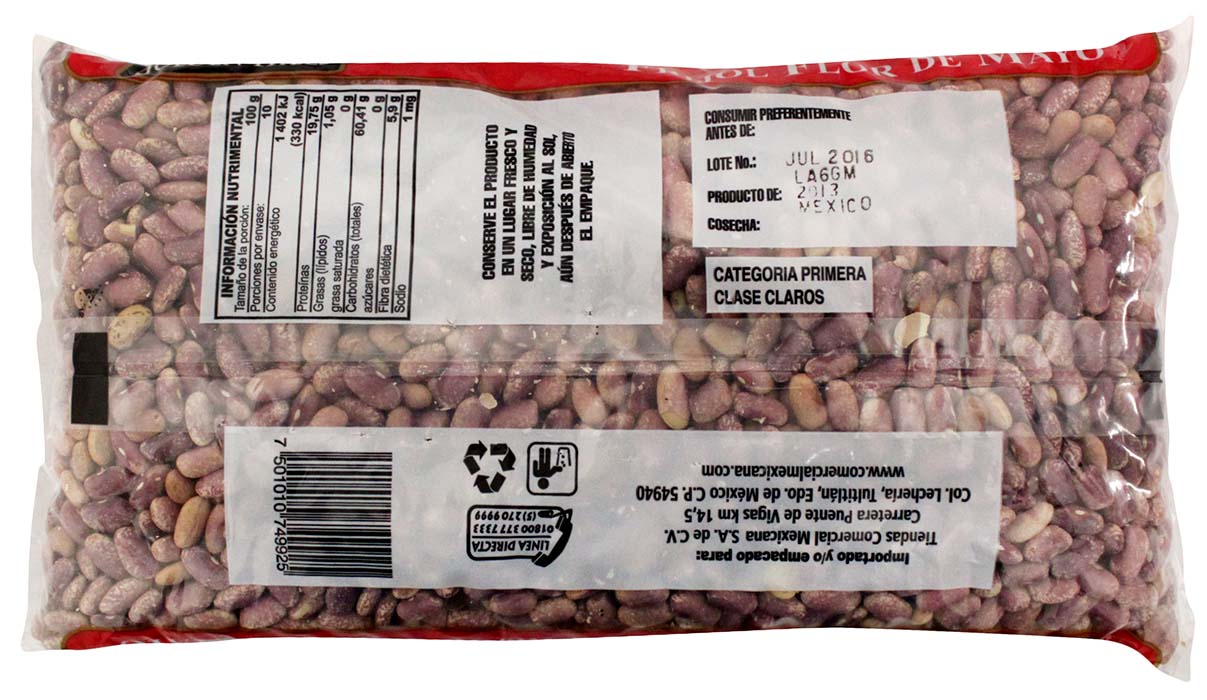 FLOR DE MAYO
INFORMACIÓN NUTRIMENTAL
Tamaño de la porción: 100 g
Porciones por envase: 10
Contenido energético 1 402 kJ
(330 kcal)
Proteínas 19,75 g
Grasas (lípidos) 1,05 g
grasa saturada 0 g
Carbohidratos (totales) 60,41 g
azúcares 0 g
Fibra dietética 5,5 g
Sodio 1 mg
CONSERVE EL PRODUCTO
EN UN LUGAR FRESCO Y
SECO, LIBRE DE HUMEDAD
Y EXPOSICIÓN AL SOL,
AÚN DESPUÉS DE ABIERTO
EL EMPAQUE.
CONSUMIR PREFERENTEMENTE
ANTES DE:
JUL 2016
LOTE No.:
LA6GM
PRODUCTO DE:
2013
MEXICO
COSECHA:
CATEGORIA PRIMERA
CLASE CLAROS
Importado y/o empacado para:
Tiendas Comercial Mexicana S.A. de C.V.
Carretera Puente de Vigas km 14,5
Col. Lechería, Tultitlán, Edo. de México C.P. 54940
www.comercialmexicana.com
LINEA DIRECTA
01800 377 7333
(5) 270 9999
7 501010 749925